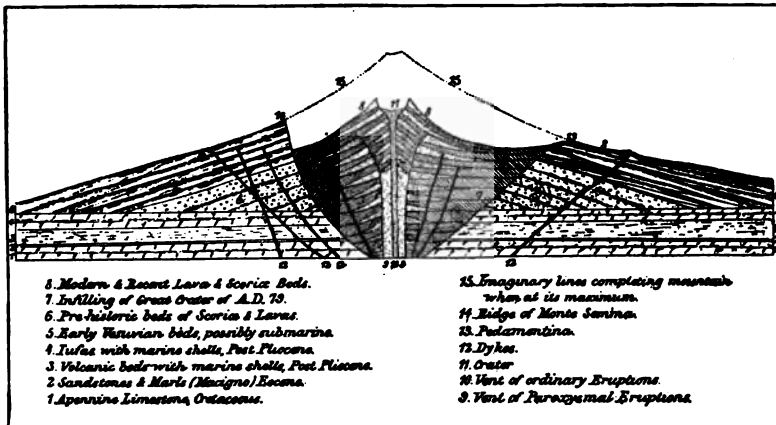 8. Modern & Recent Lava & Scoriæ Beds.
7. Infilling of Great Crater of A.D. 79.
6. Pre-historic beds of Scoriæ & Lavas.
5. Early Vesuvian beds, possibly submarine.
4. Tufas with marine shells, Post Pliocene.
3. Volcanic beds with marine shells, Post Pliocene.
2 Sandstones & Marls (Macigno) Eocene.
1. Apennine Limestone, Cretaceous.
15. Imaginary lines completing mountain
when at its maximum.
14. Ridge of Monte Somma.
13. Pedamentina.
12. Dykes.
11. Crater
10. Vent of ordinary Eruptions.
9. Vent of Paroxysmal Eruptions.